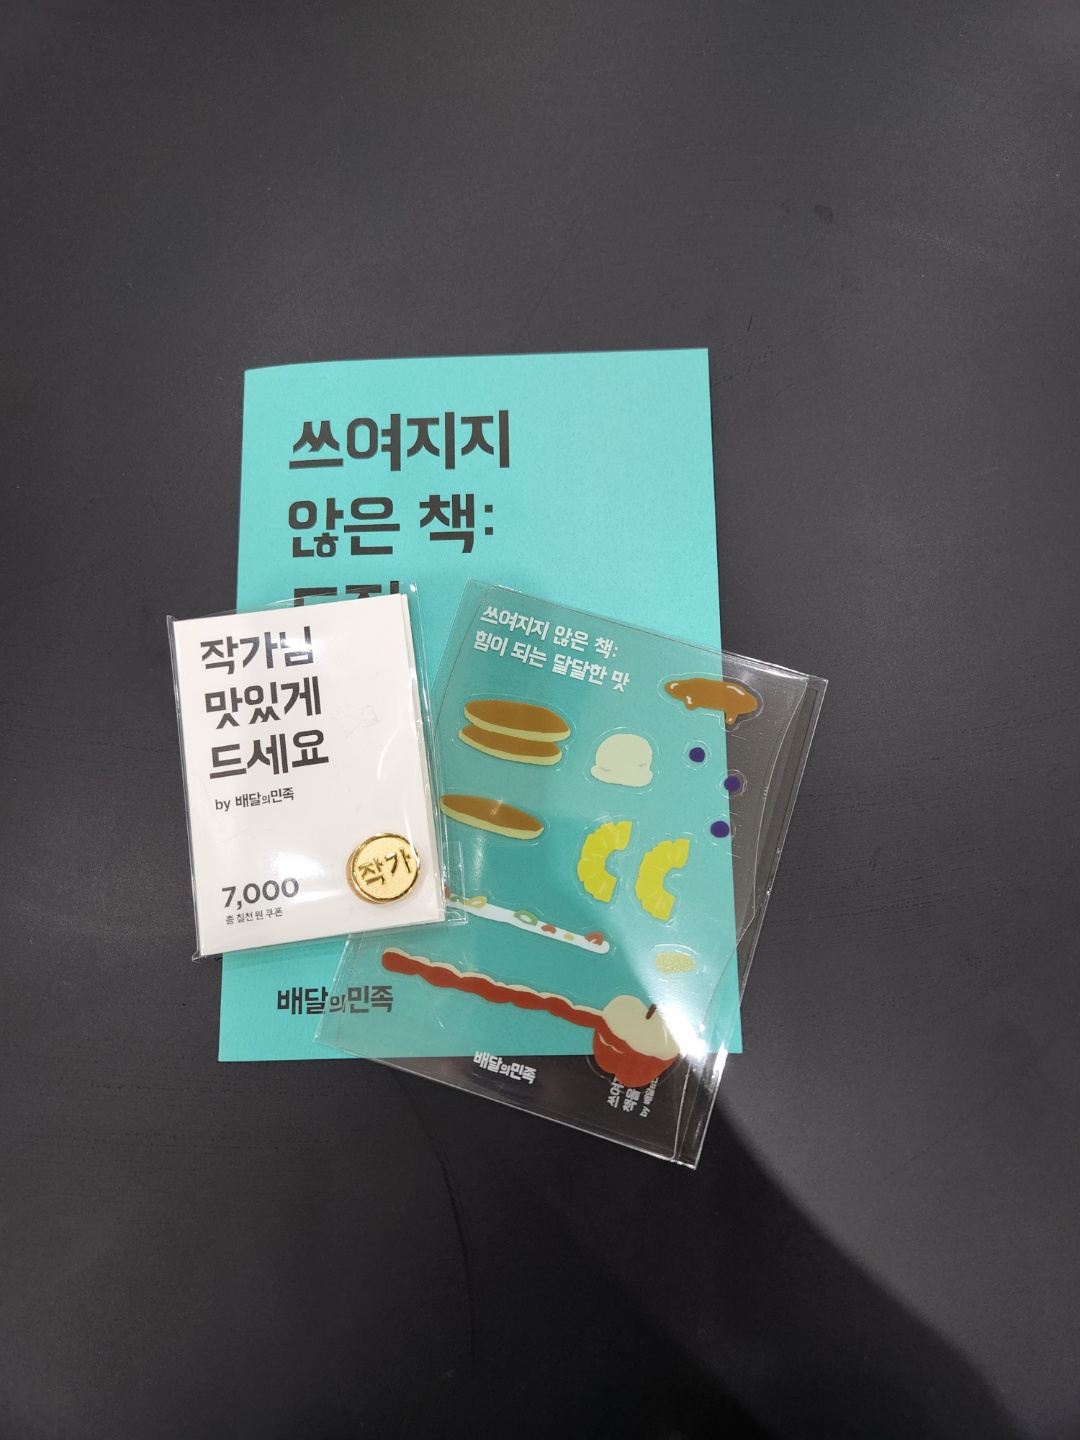 쓰여지지
않은 책:
작가님
맛있게
드세요
by 배달의민족
7,000
총 칠천 원 쿠폰
작가
배달의민족
쓰여지지 않은 책:
힘이 되는 달달한 맛
배달의민족